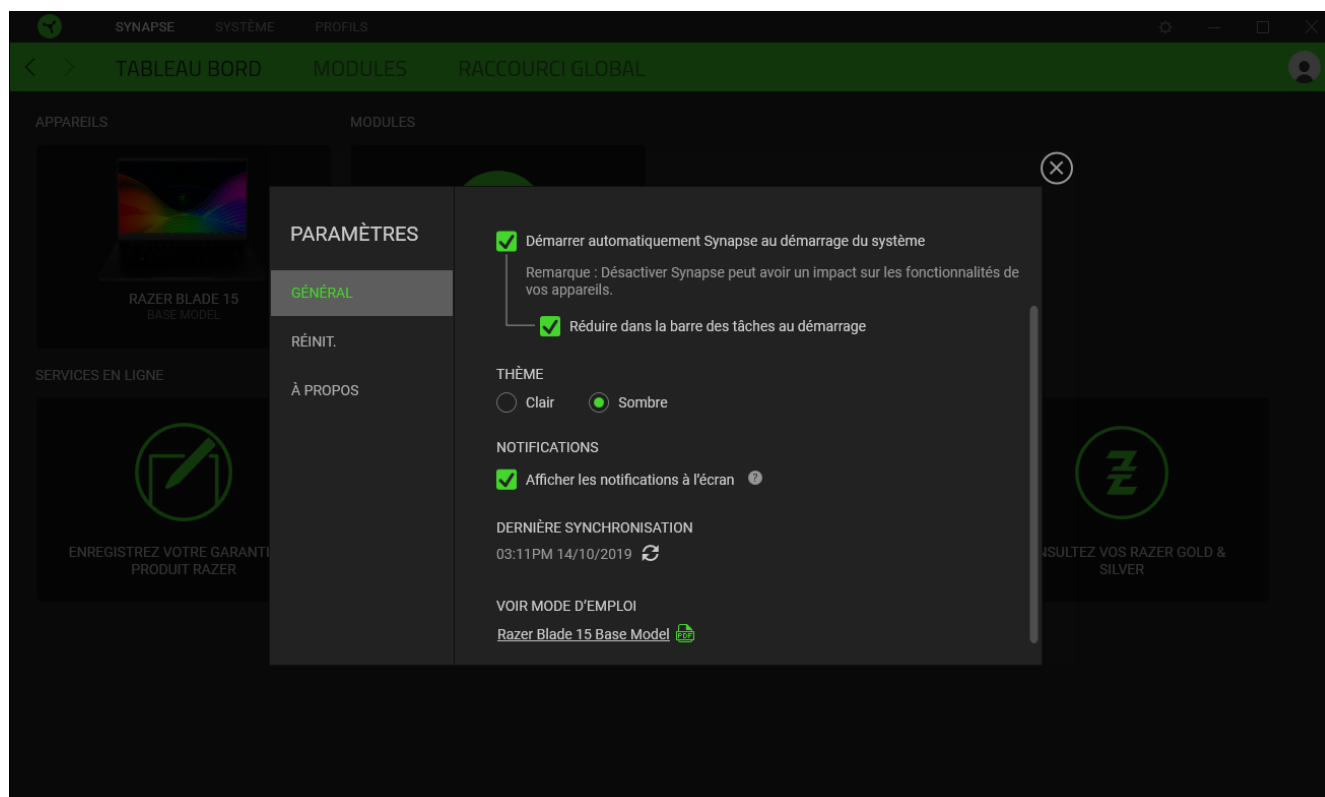 SYNAPSE SYSTÈME PROFILS
TABLEAU BORD MODULES RACCOURCI GLOBAL
APPAREILS MODULES
RAZER BLADE 15
BASE MODEL
SERVICES EN LIGNE
ENREGISTREZ VOTRE
PRODUIT RAZER
VOS RAZER GOLD &
SILVER
PARAMÈTRES
GÉNÉRAL
RÉINIT.
À PROPOS
Démarrer automatiquement Synapse au démarrage du système
Remarque : Désactiver Synapse peut avoir un impact sur les fonctionnalités de
vos appareils.
Réduire dans la barre des tâches au démarrage
THÈME
Clair Sombre
NOTIFICATIONS
Afficher les notifications à l'écran
DERNIÈRE SYNCHRONISATION
03:11PM 14/10/2019
VOIR MODE D'EMPLOI
Razer Blade 15 Base Model PDF